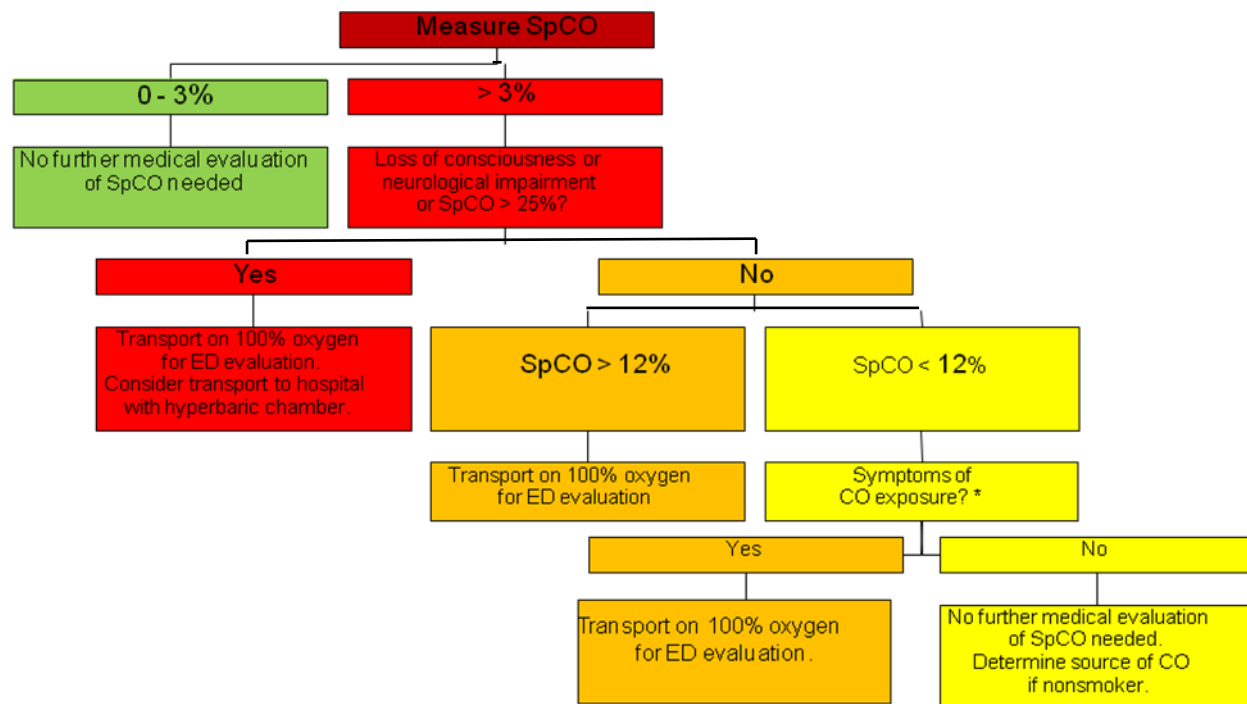 Measure SpCO
0 - 3%
> 3%
No further medical evaluation
of SpCO needed
Loss of consciousness or
neurological impairment
or SpCO > 25%?
Yes
No
Transport on 100% oxygen
for ED evaluation.
Consider transport to hospital
with hyperbaric chamber.
SpCO > 12%
SpCO < 12%
Transport on 100% oxygen
for ED evaluation
Symptoms of
CO exposure? *
Yes
No
Transport on 100% oxygen
for ED evaluation.
No further medical evaluation
of SpCO needed.
Determine source of CO
if nonsmoker.